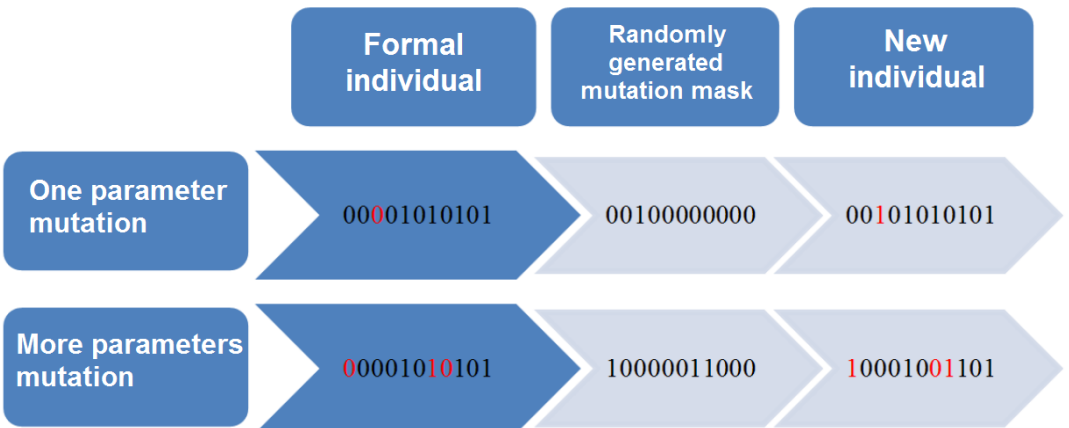 Formal
individual
Randomly
generated
mutation mask
New
individual
One parameter
mutation
00001010101
00100000000
00101010101
More parameters
mutation
00001010101
10000011000
10001001101